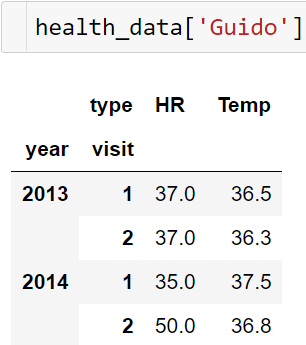 health_data['Guido']
type HR Temp
year visit
2013 1 37.0 36.5
2 37.0 36.3
2014 1 35.0 37.5
2 50.0 36.8